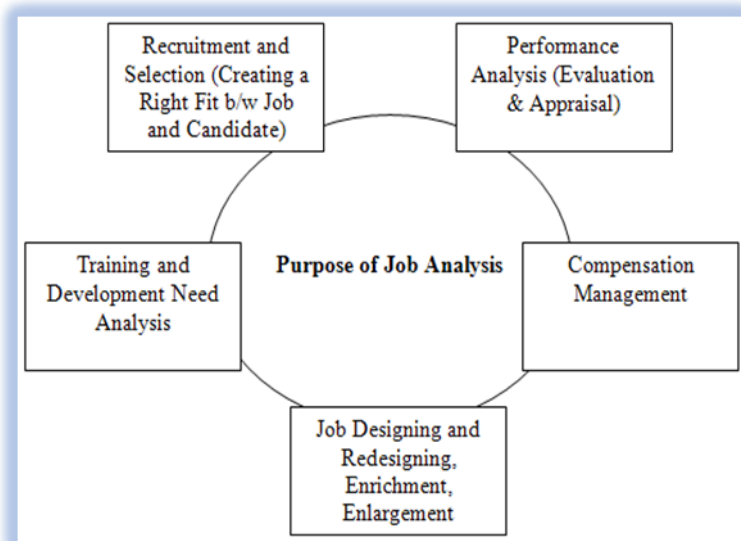 Recruitment and
Selection (Creating a
Right Fit b/w Job
and Candidate)
Performance
Analysis (Evaluation
& Appraisal)
Purpose of Job Analysis
Training and
Development Need
Analysis
Compensation
Management
Job Designing and
Redesigning,
Enrichment,
Enlargement